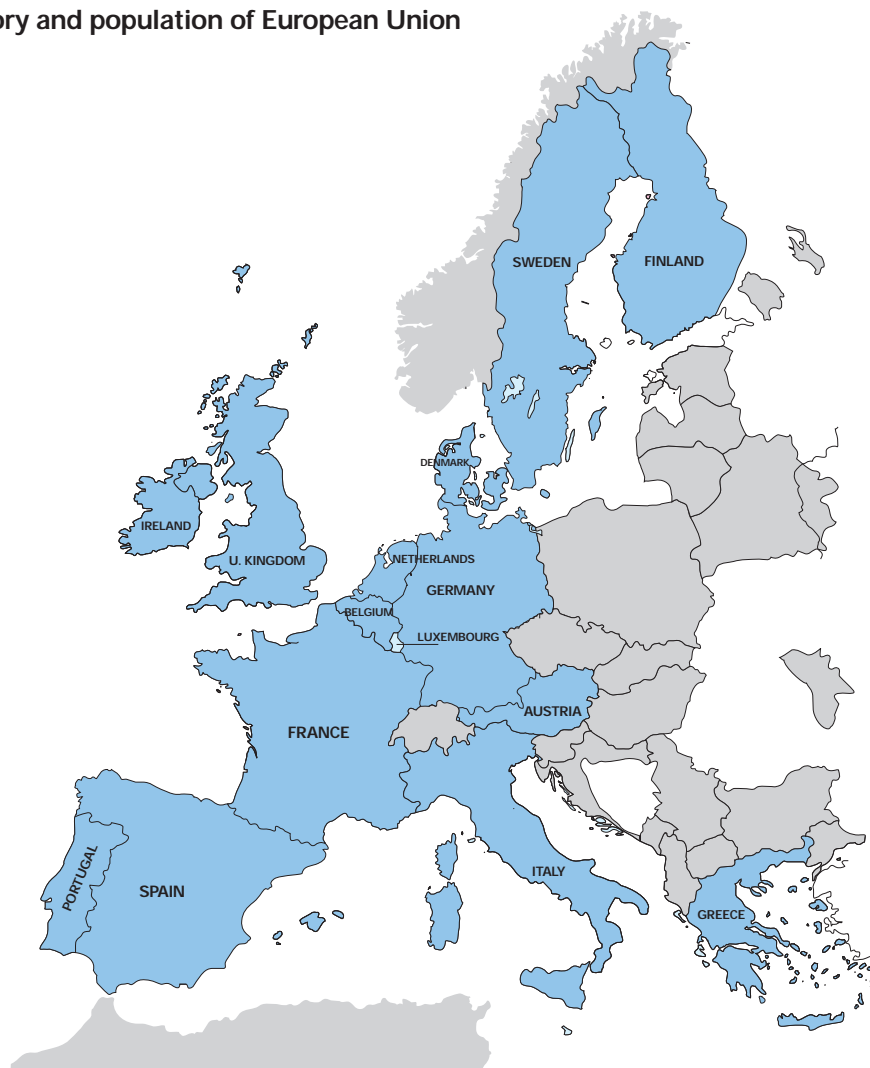 ory and population of European Union
SWEDEN
FINLAND
DENMARK
IRELAND
U. KINGDOM
NETHERLANDS
GERMANY
BELGIUM
LUXEMBOURG
AUSTRIA
FRANCE
PORTUGAL
SPAIN
ITALY
GREECE